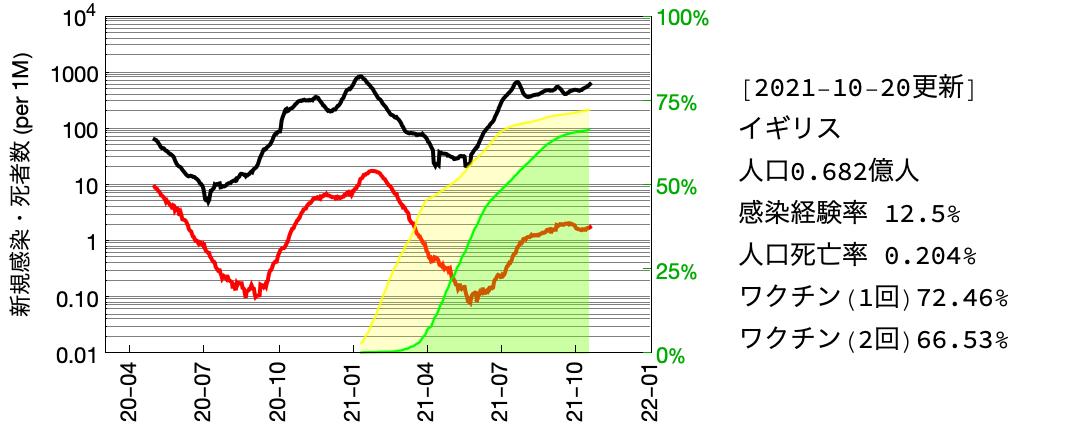 新規感染・死者数 (per 1M)
10⁴
1000
100
10
1
0.10
0.01
100%
75%
50%
25%
0%
20-04
20-07
20-10
21-01
21-04
21-07
21-10
22-01
[2021-10-20更新]
イギリス
人口0.682億人
感染経験率 12.5%
人口死亡率 0.204%
ワクチン(1回)72.46%
ワクチン(2回)66.53%